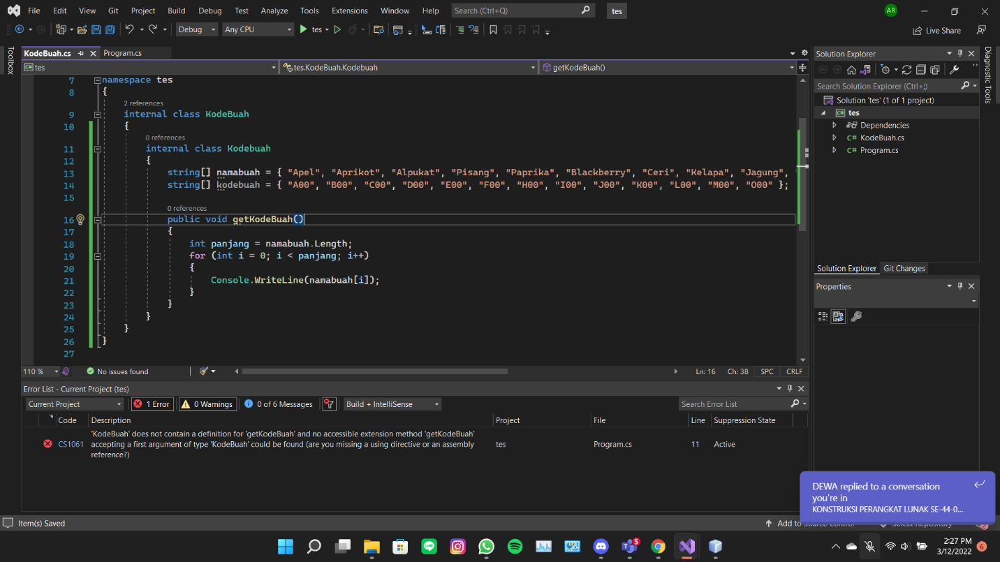 File Edit View Git Project Build Debug Test Analyze Tools Extensions Window Help Search (Ctrl+Q) tes AR
Debug Any CPU tes Live Share
Toolbox
KodeBuah.cs Program.cs
tes tes.KodeBuah.Kodebuah getKodeBuah()
7 namespace tes
8 {
2 references
9 internal class KodeBuah
10 {
0 references
11 internal class Kodebuah
12 {
13 string[] namabuah = { "Apel", "Aprikot", "Alpukat", "Pisang", "Paprika", "Blackberry", "Ceri", "Kelapa", "Jagung",
14 string[] kodebuah = { "A00", "B00", "C00", "D00", "E00", "F00", "H00", "I00", "J00", "K00", "L00", "M00", "O00" };
15
0 references
16 public void getKodeBuah()
17 {
18 int panjang = namabuah.Length;
19 for (int i = 0; i < panjang; i++)
20 {
21 Console.WriteLine(namabuah[i]);
22 }
23 }
24 }
25 }
26 }
27
110 % No issues found Ln: 16 Ch: 38 SPC CRLF
Solution Explorer
Search Solution Explorer (Ctrl+;)
Solution 'tes' (1 of 1 project)
tes
Dependencies
C# KodeBuah.cs
C# Program.cs
Solution Explorer Git Changes
Properties
Diagnostic Tools
Error List - Current Project (tes)
Current Project 1 Error 0 Warnings 0 of 6 Messages Build + IntelliSense Search Error List
Code Description Project File Line Suppression State
CS1061 'KodeBuah' does not contain a definition for 'getKodeBuah' and no accessible extension method 'getKodeBuah'
accepting a first argument of type 'KodeBuah' could be found (are you missing a using directive or an assembly
reference?) tes Program.cs 11 Active
DEWA replied to a conversation
you're in
KONSTRUKSI PERANGKAT LUNAK SE-44-0...
Item(s) Saved Add to Source Control Select Repository 2
5 2:27 PM
3/12/2022 6